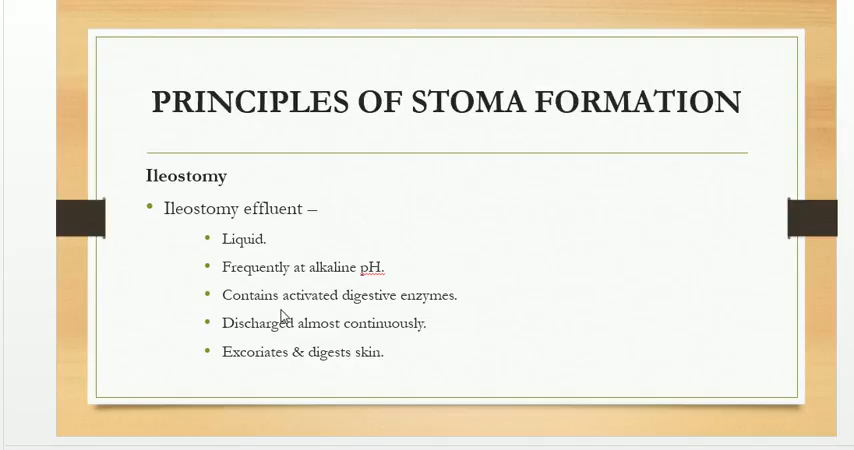 PRINCIPLES OF STOMA FORMATION
Ileostomy
• Ileostomy effluent –
• Liquid.
• Frequently at alkaline pH.
• Contains activated digestive enzymes.
• Discharged almost continuously.
• Excoriates & digests skin.